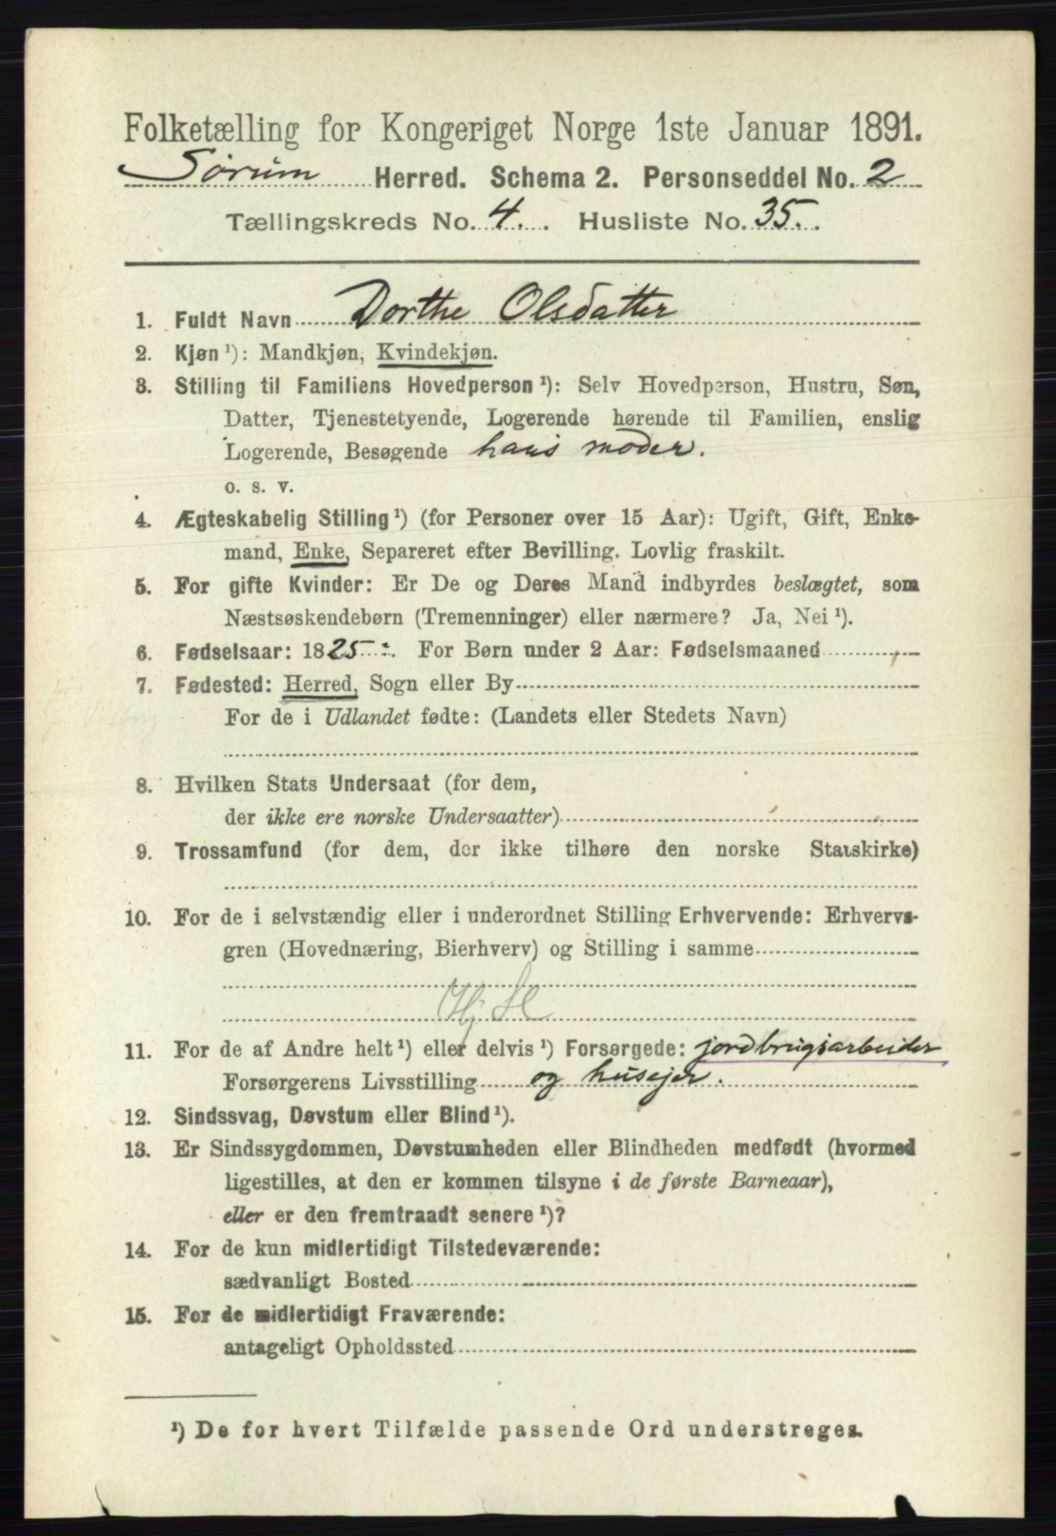 Folketælling for Kongeriget Norge 1ste Januar 1891.
Sørum Herred. Schema 2. Personseddel No. 2
Tællingskreds No. 4. Husliste No. 35.
1. Fuldt Navn Dorthe Olsdatter
2. Kjøn ¹): Mandkjøn, Kvindekjøn.
3. Stilling til Familiens Hovedperson ¹): Selv Hovedperson, Hustru, Søn,
Datter, Tjenestetyende, Logerende hørende til Familien, enslig
Logerende, Besøgende hans moder.
o. s. v.
4. Ægteskabelig Stilling ¹) (for Personer over 15 Aar): Ugift, Gift, Enke-
mand, Enke, Separeret efter Bevilling. Lovlig fraskilt.
5. For gifte Kvinder: Er De og Deres Mand indbyrdes beslægtet, som
Næstsøskendebørn (Tremenninger) eller nærmere? Ja, Nei ¹).
6. Fødselsaar: 1825. For Børn under 2 Aar: Fødselsmaaned
7. Fødested: Herred, Sogn eller By
For de i Udlandet fødte: (Landets eller Stedets Navn)
8. Hvilken Stats Undersaat (for dem,
der ikke ere norske Undersaatter)
9. Trossamfund (for dem, der ikke tilhøre den norske Statskirke)
10. For de i selvstændig eller i underordnet Stilling Erhvervende: Erhvervs-
gren (Hovednæring, Bierhverv) og Stilling i samme
11. For de af Andre helt ¹) eller delvis ¹) Forsørgede: jordbrugsarbeider
Forsørgerens Livsstilling og husejer.
12. Sindssvag, Døvstum eller Blind ¹).
13. Er Sindssygdommen, Døvstumheden eller Blindheden medfødt (hvormed
ligestilles, at den er kommen tilsyne i de første Barneaar),
eller er den fremtraadt senere ¹)?
14. For de kun midlertidigt Tilstedeværende:
sædvanligt Bosted
15. For de midlertidigt Fraværende:
antageligt Opholdssted
¹) De for hvert Tilfælde passende Ord understreges.